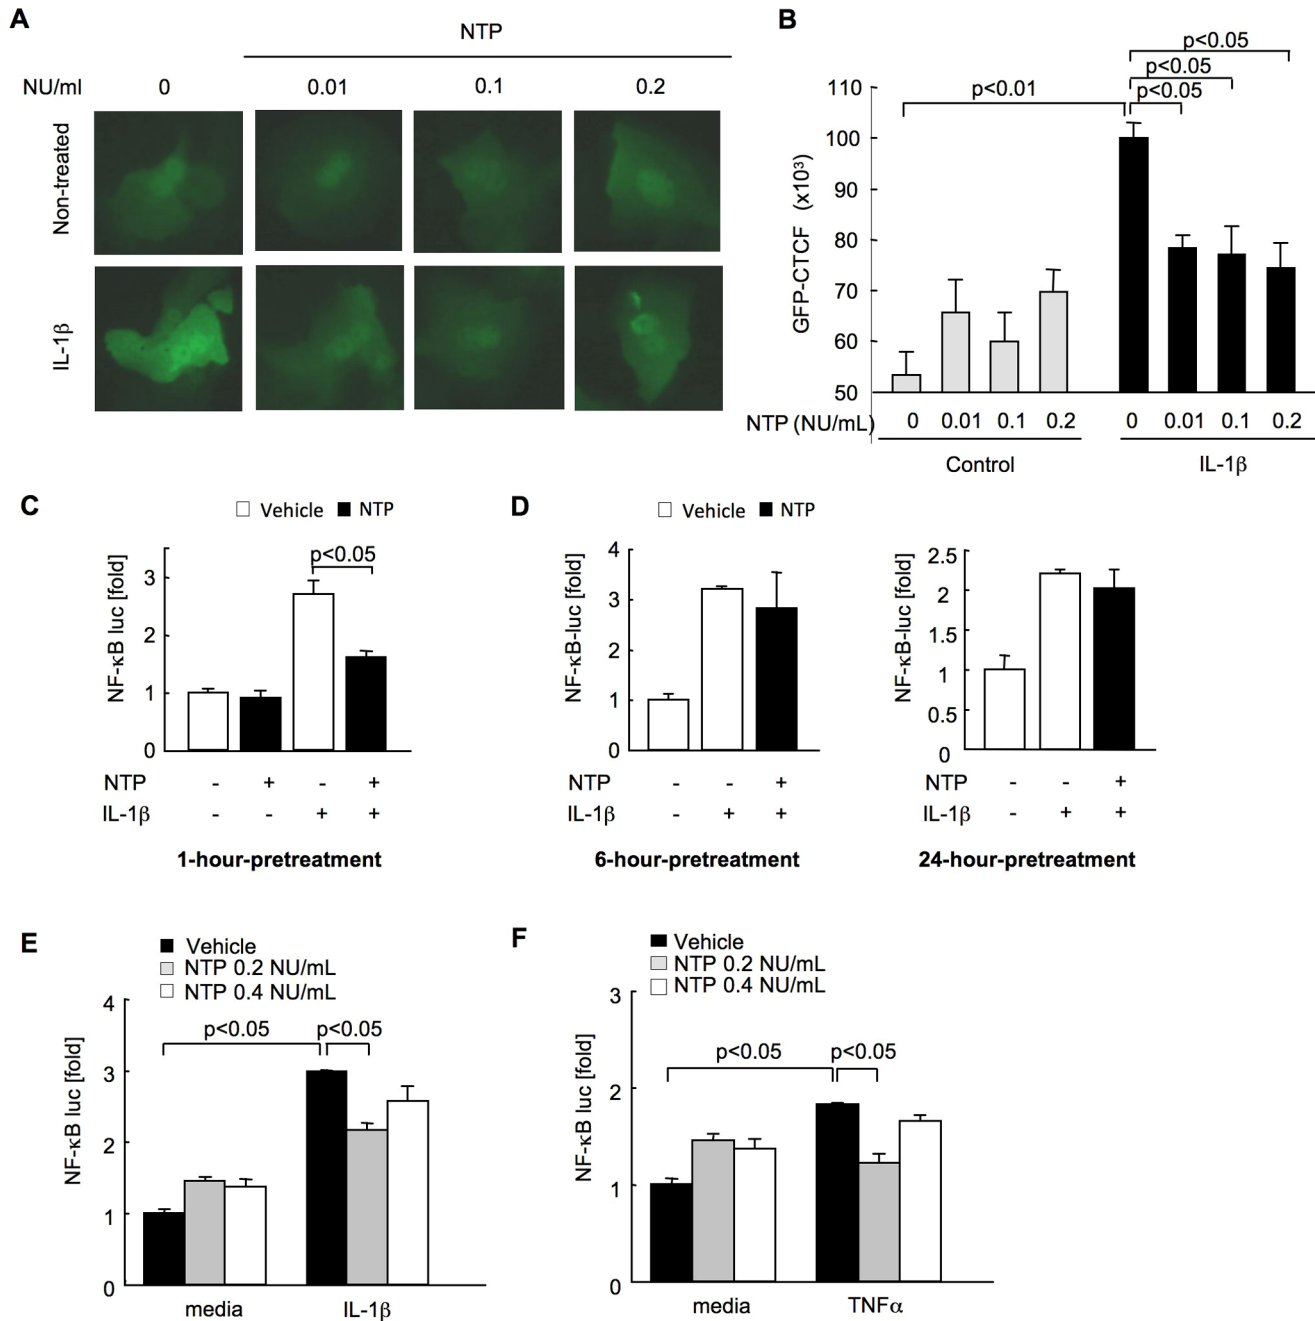 A
NTP
NU/ml 0 0.01 0.1 0.2
Non-treated
IL-1β
B
p<0.05
p<0.05
p<0.05
p<0.01
GFP-CTCF (x10³)
110
100
90
80
70
60
50
NTP (NU/mL) 0 0.01 0.1 0.2 0 0.01 0.1 0.2
Control IL-1β
C
Vehicle NTP
NF-κB luc [fold]
p<0.05
3
2
1
0
NTP - + - +
IL-1β - - + +
1-hour-pretreatment
D
Vehicle NTP
NF-κB-luc [fold]
4
3
2
1
0
NTP - - +
IL-1β - + +
6-hour-pretreatment
NF-κB-luc [fold]
2.5
2
1.5
1
0.5
0
NTP - - +
IL-1β - + +
24-hour-pretreatment
E
Vehicle
NTP 0.2 NU/mL
NTP 0.4 NU/mL
NF-κB luc [fold]
4
3
2
1
0
p<0.05 p<0.05
media IL-1β
F
Vehicle
NTP 0.2 NU/mL
NTP 0.4 NU/mL
NF-κB luc [fold]
3
2
1
0
p<0.05 p<0.05
media TNFα